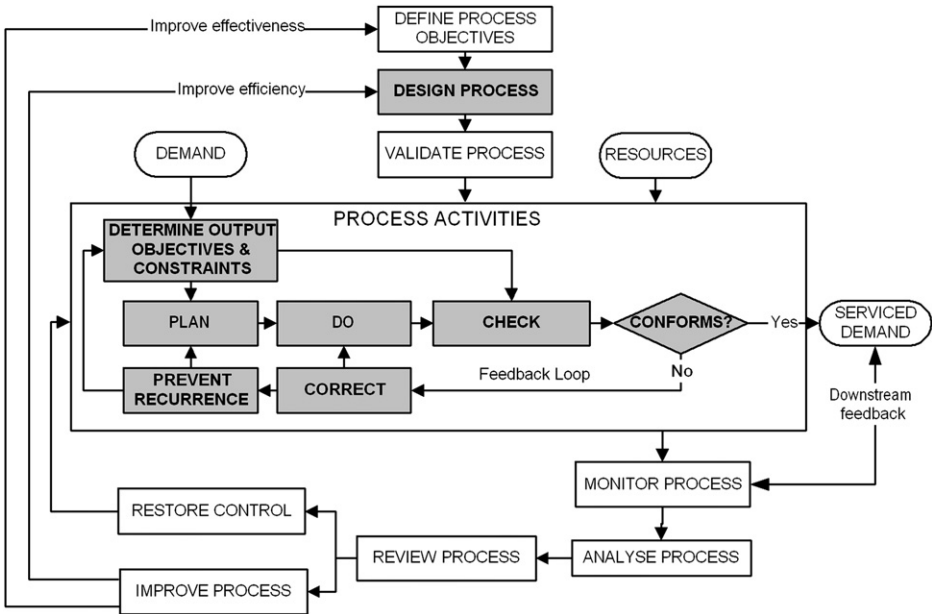 Improve effectiveness
DEFINE PROCESS
OBJECTIVES
Improve efficiency
DESIGN PROCESS
DEMAND
VALIDATE PROCESS
RESOURCES
PROCESS ACTIVITIES
DETERMINE OUTPUT
OBJECTIVES &
CONSTRAINTS
PLAN
DO
CHECK
CONFORMS?
Yes
SERVICED
DEMAND
PREVENT
RECURRENCE
CORRECT
Feedback Loop
No
Downstream
feedback
MONITOR PROCESS
RESTORE CONTROL
REVIEW PROCESS
ANALYSE PROCESS
IMPROVE PROCESS